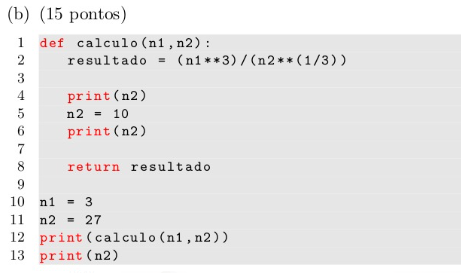 (b) (15 pontos)
1 def calculo(n1,n2):
2 resultado = (n1**3)/(n2**(1/3))
3
4 print(n2)
5 n2 = 10
6 print(n2)
7
8 return resultado
9
10 n1 = 3
11 n2 = 27
12 print(calculo(n1,n2))
13 print(n2)